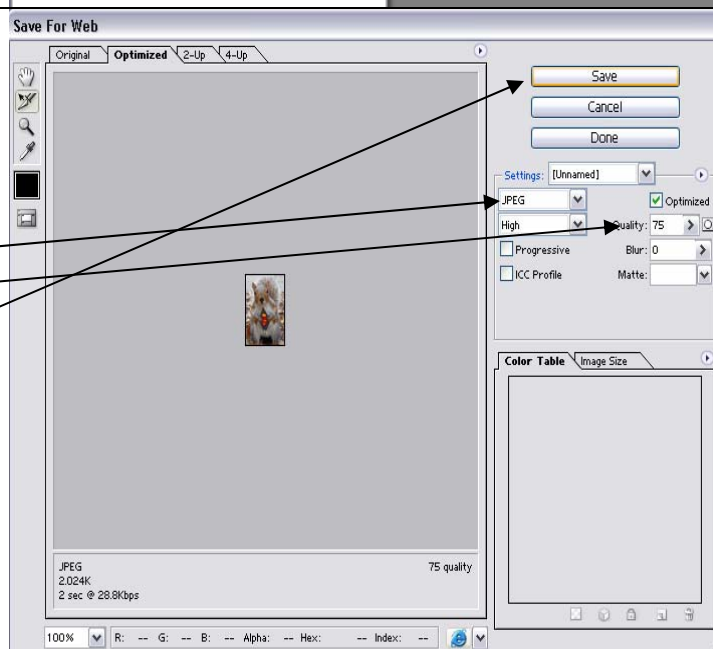 Save For Web
Original Optimized 2-Up 4-Up
Save
Cancel
Done
Settings: [Unnamed]
JPEG Optimized
High Quality: 75
Progressive Blur: 0
ICC Profile Matte:
Color Table Image Size
JPEG 75 quality
2.024K
2 sec @ 28.8Kbps
100% R: -- G: -- B: -- Alpha: -- Hex: -- Index: --